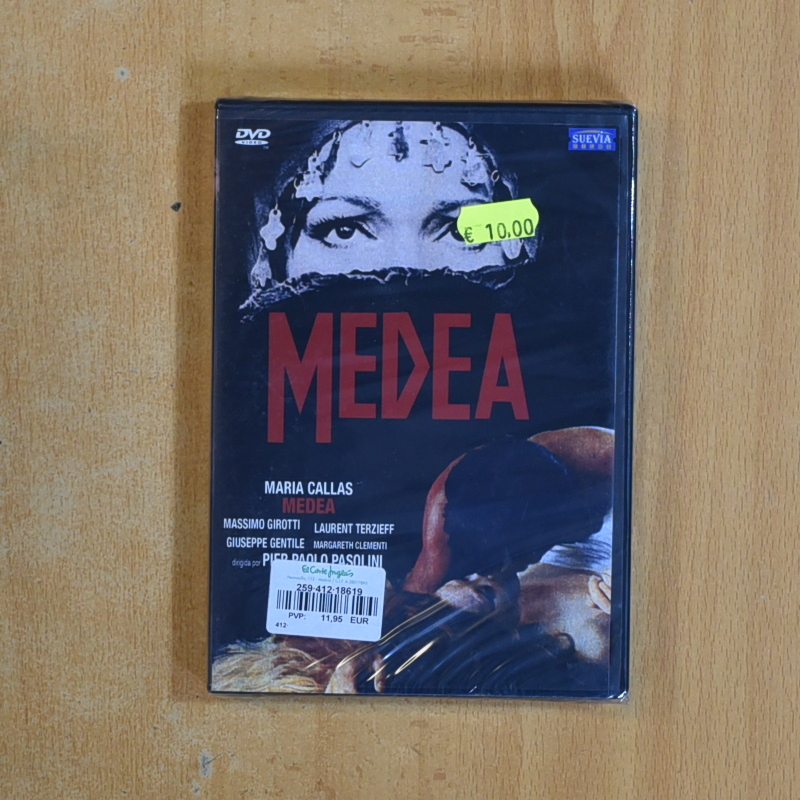 DVD
VIDEO
SUEVIA
€ 10,00
MEDEA
MARIA CALLAS
MEDEA
MASSIMO GIROTTI LAURENT TERZIEFF
GIUSEPPE GENTILE MARGARETH CLEMENTI
dirigida por PIER PAOLO PASOLINI
El Corte Inglés
259-412-18619
PVP: 11,95 EUR
412-